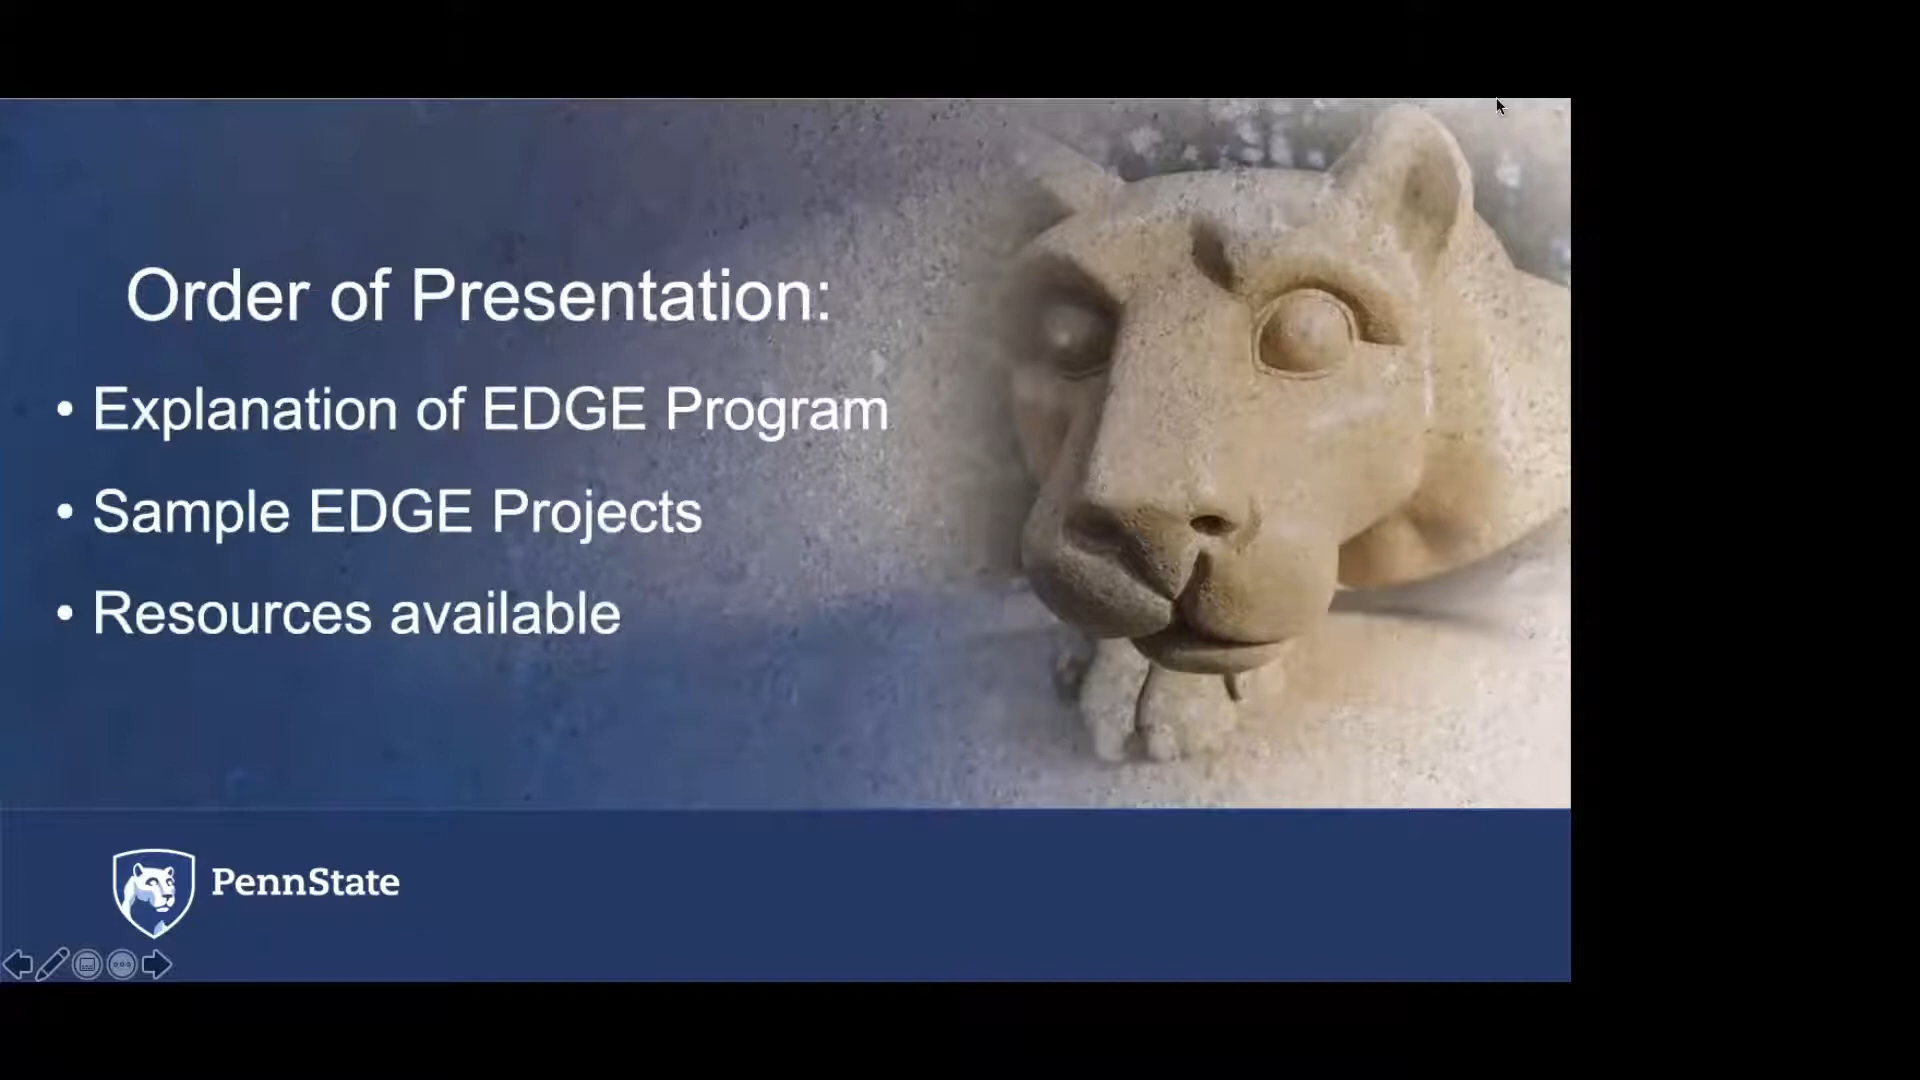 Order of Presentation:
• Explanation of EDGE Program
• Sample EDGE Projects
• Resources available
PennState